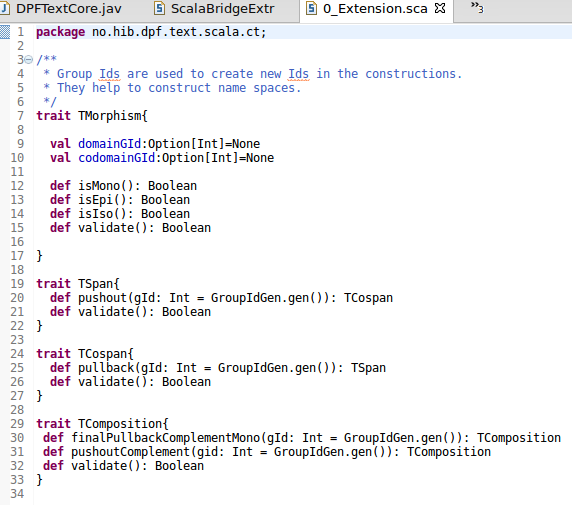 DPFTextCore.jav ScalaBridgeExtr 0_Extension.sca »3
1 package no.hib.dpf.text.scala.ct;
2
3 /**
4  * Group Ids are used to create new Ids in the constructions.
5  * They help to construct name spaces.
6  */
7 trait TMorphism{
8
9   val domainGId:Option[Int]=None
10   val codomainGId:Option[Int]=None
11
12   def isMono(): Boolean
13   def isEpi(): Boolean
14   def isIso(): Boolean
15   def validate(): Boolean
16
17 }
18
19 trait TSpan{
20   def pushout(gId: Int = GroupIdGen.gen()): TCospan
21   def validate(): Boolean
22 }
23
24 trait TCospan{
25   def pullback(gId: Int = GroupIdGen.gen()): TSpan
26   def validate(): Boolean
27 }
28
29 trait TComposition{
30  def finalPullbackComplementMono(gId: Int = GroupIdGen.gen()): TComposition
31  def pushoutComplement(gid: Int = GroupIdGen.gen()): TComposition
32  def validate(): Boolean
33 }
34